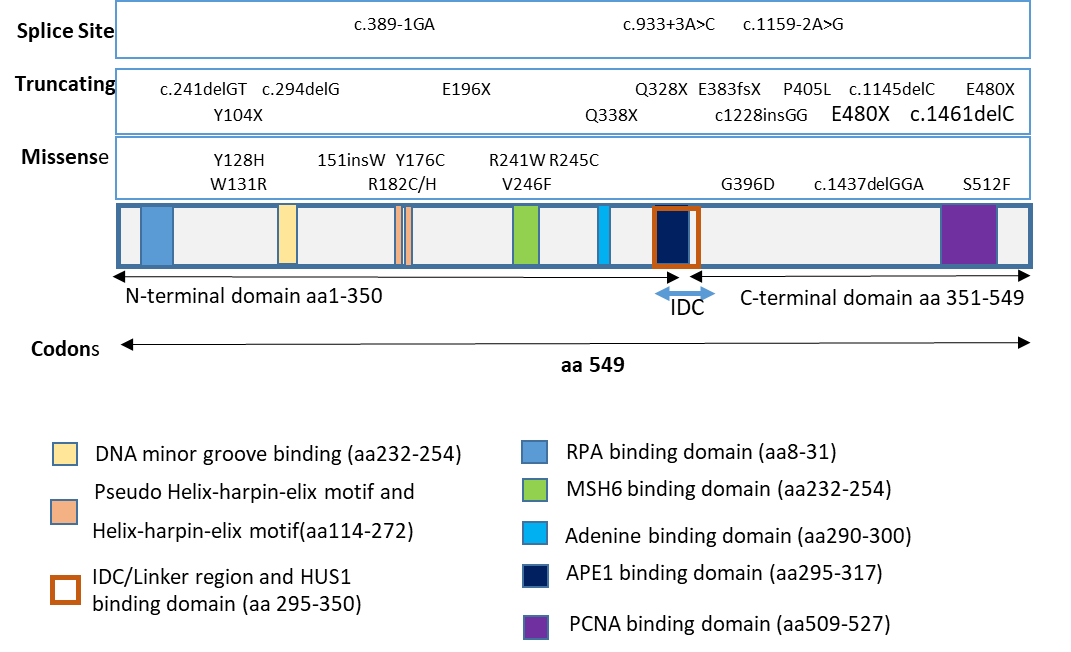 Splice Site
c.389-1GA c.933+3A>C c.1159-2A>G
Truncating
c.241delGT c.294delG E196X Q328X E383fsX P405L c.1145delC E480X
Y104X Q338X c1228insGG E480X c.1461delC
Missense
Y128H 151insW Y176C R241W R245C
W131R R182C/H V246F G396D c.1437delGGA S512F
N-terminal domain aa1-350
C-terminal domain aa 351-549
IDC
Codons
aa 549
DNA minor groove binding (aa232-254)
Pseudo Helix-harpin-elix motif and
Helix-harpin-elix motif(aa114-272)
IDC/Linker region and HUS1
binding domain (aa 295-350)
RPA binding domain (aa8-31)
MSH6 binding domain (aa232-254)
Adenine binding domain (aa290-300)
APE1 binding domain (aa295-317)
PCNA binding domain (aa509-527)